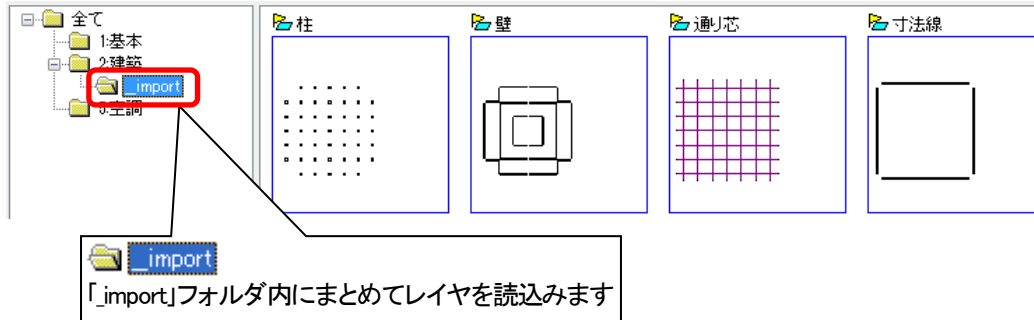 全て
1:基本
2:建築
_import
3:空調
柱
壁
通り芯
寸法線
_import
「_import」フォルダ内にまとめてレイヤを読込みます